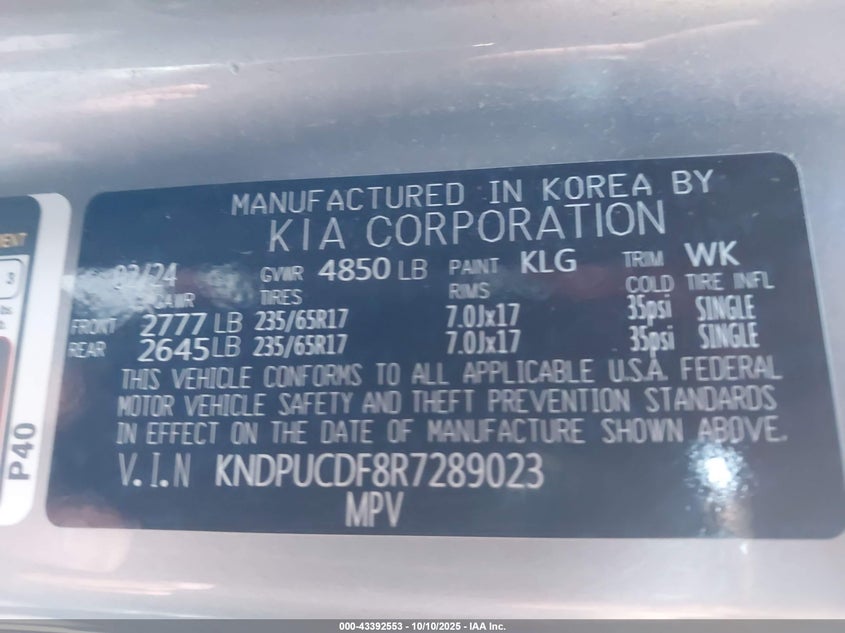 MANUFACTURED IN KOREA BY
KIA CORPORATION
02/24 GVWR 4850 LB PAINT KLG TRIM WK
GAWR TIRES RIMS COLD TIRE INFL
FRONT 2777 LB 235/65R17 7.0Jx17 35psi SINGLE
REAR 2645 LB 235/65R17 7.0Jx17 35psi SINGLE
THIS VEHICLE CONFORMS TO ALL APPLICABLE U.S.A. FEDERAL
MOTOR VEHICLE SAFETY AND THEFT PREVENTION STANDARDS
IN EFFECT ON THE DATE OF MANUFACTURE SHOWN ABOVE.
V.I.N KNDPUCDF8R7289023
MPV
P40
000-43392553 - 10/10/2025 - IAA Inc.